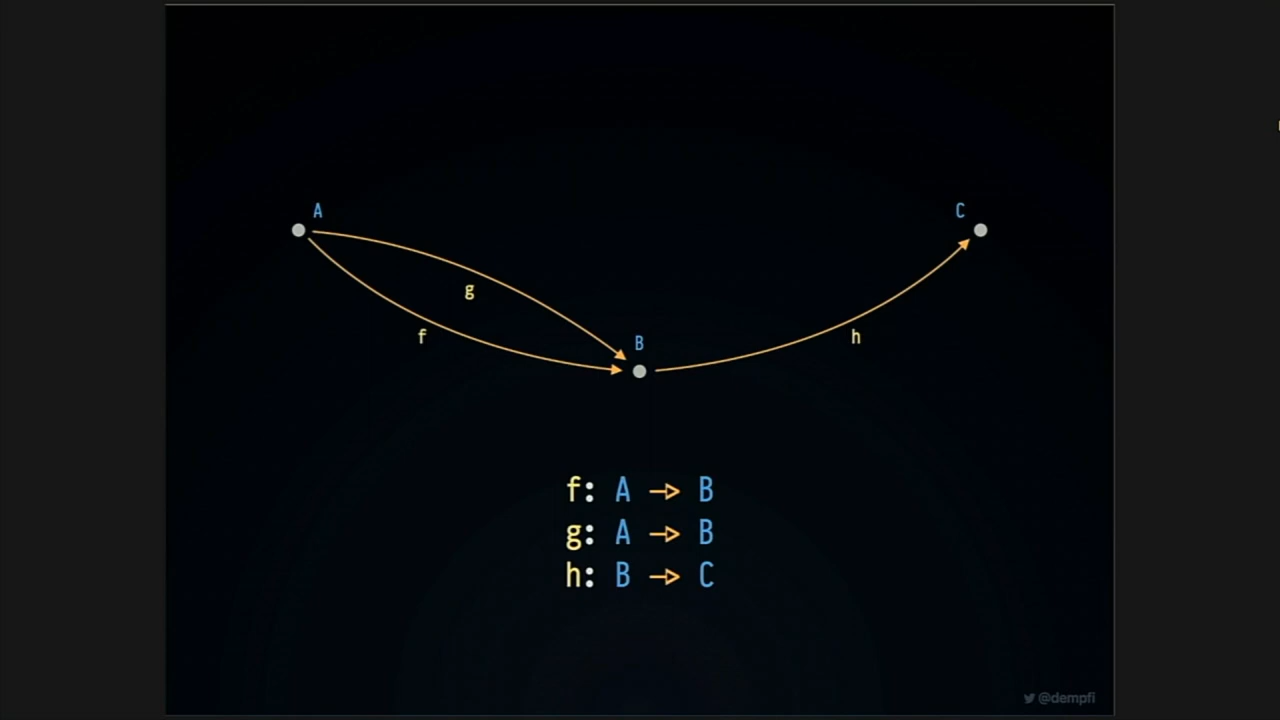 A
C
g
f
B
h
f: A → B
g: A → B
h: B → C
@dempfi